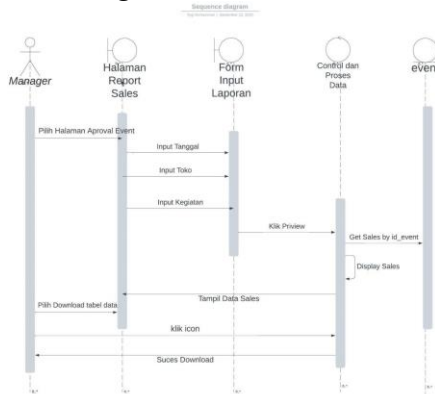 Sequence diagram
Manager
Halaman
Report
Sales
Form
Input
Laporan
Control dan
Proses
Data
event
Pilih Halaman Aproval Event
Input Tanggal
Input Toko
Input Kegiatan
Klik Priview
Get Sales by id_event
Display Sales
Tampil Data Sales
Pilih Download tabel data
klik icon
Suces Download